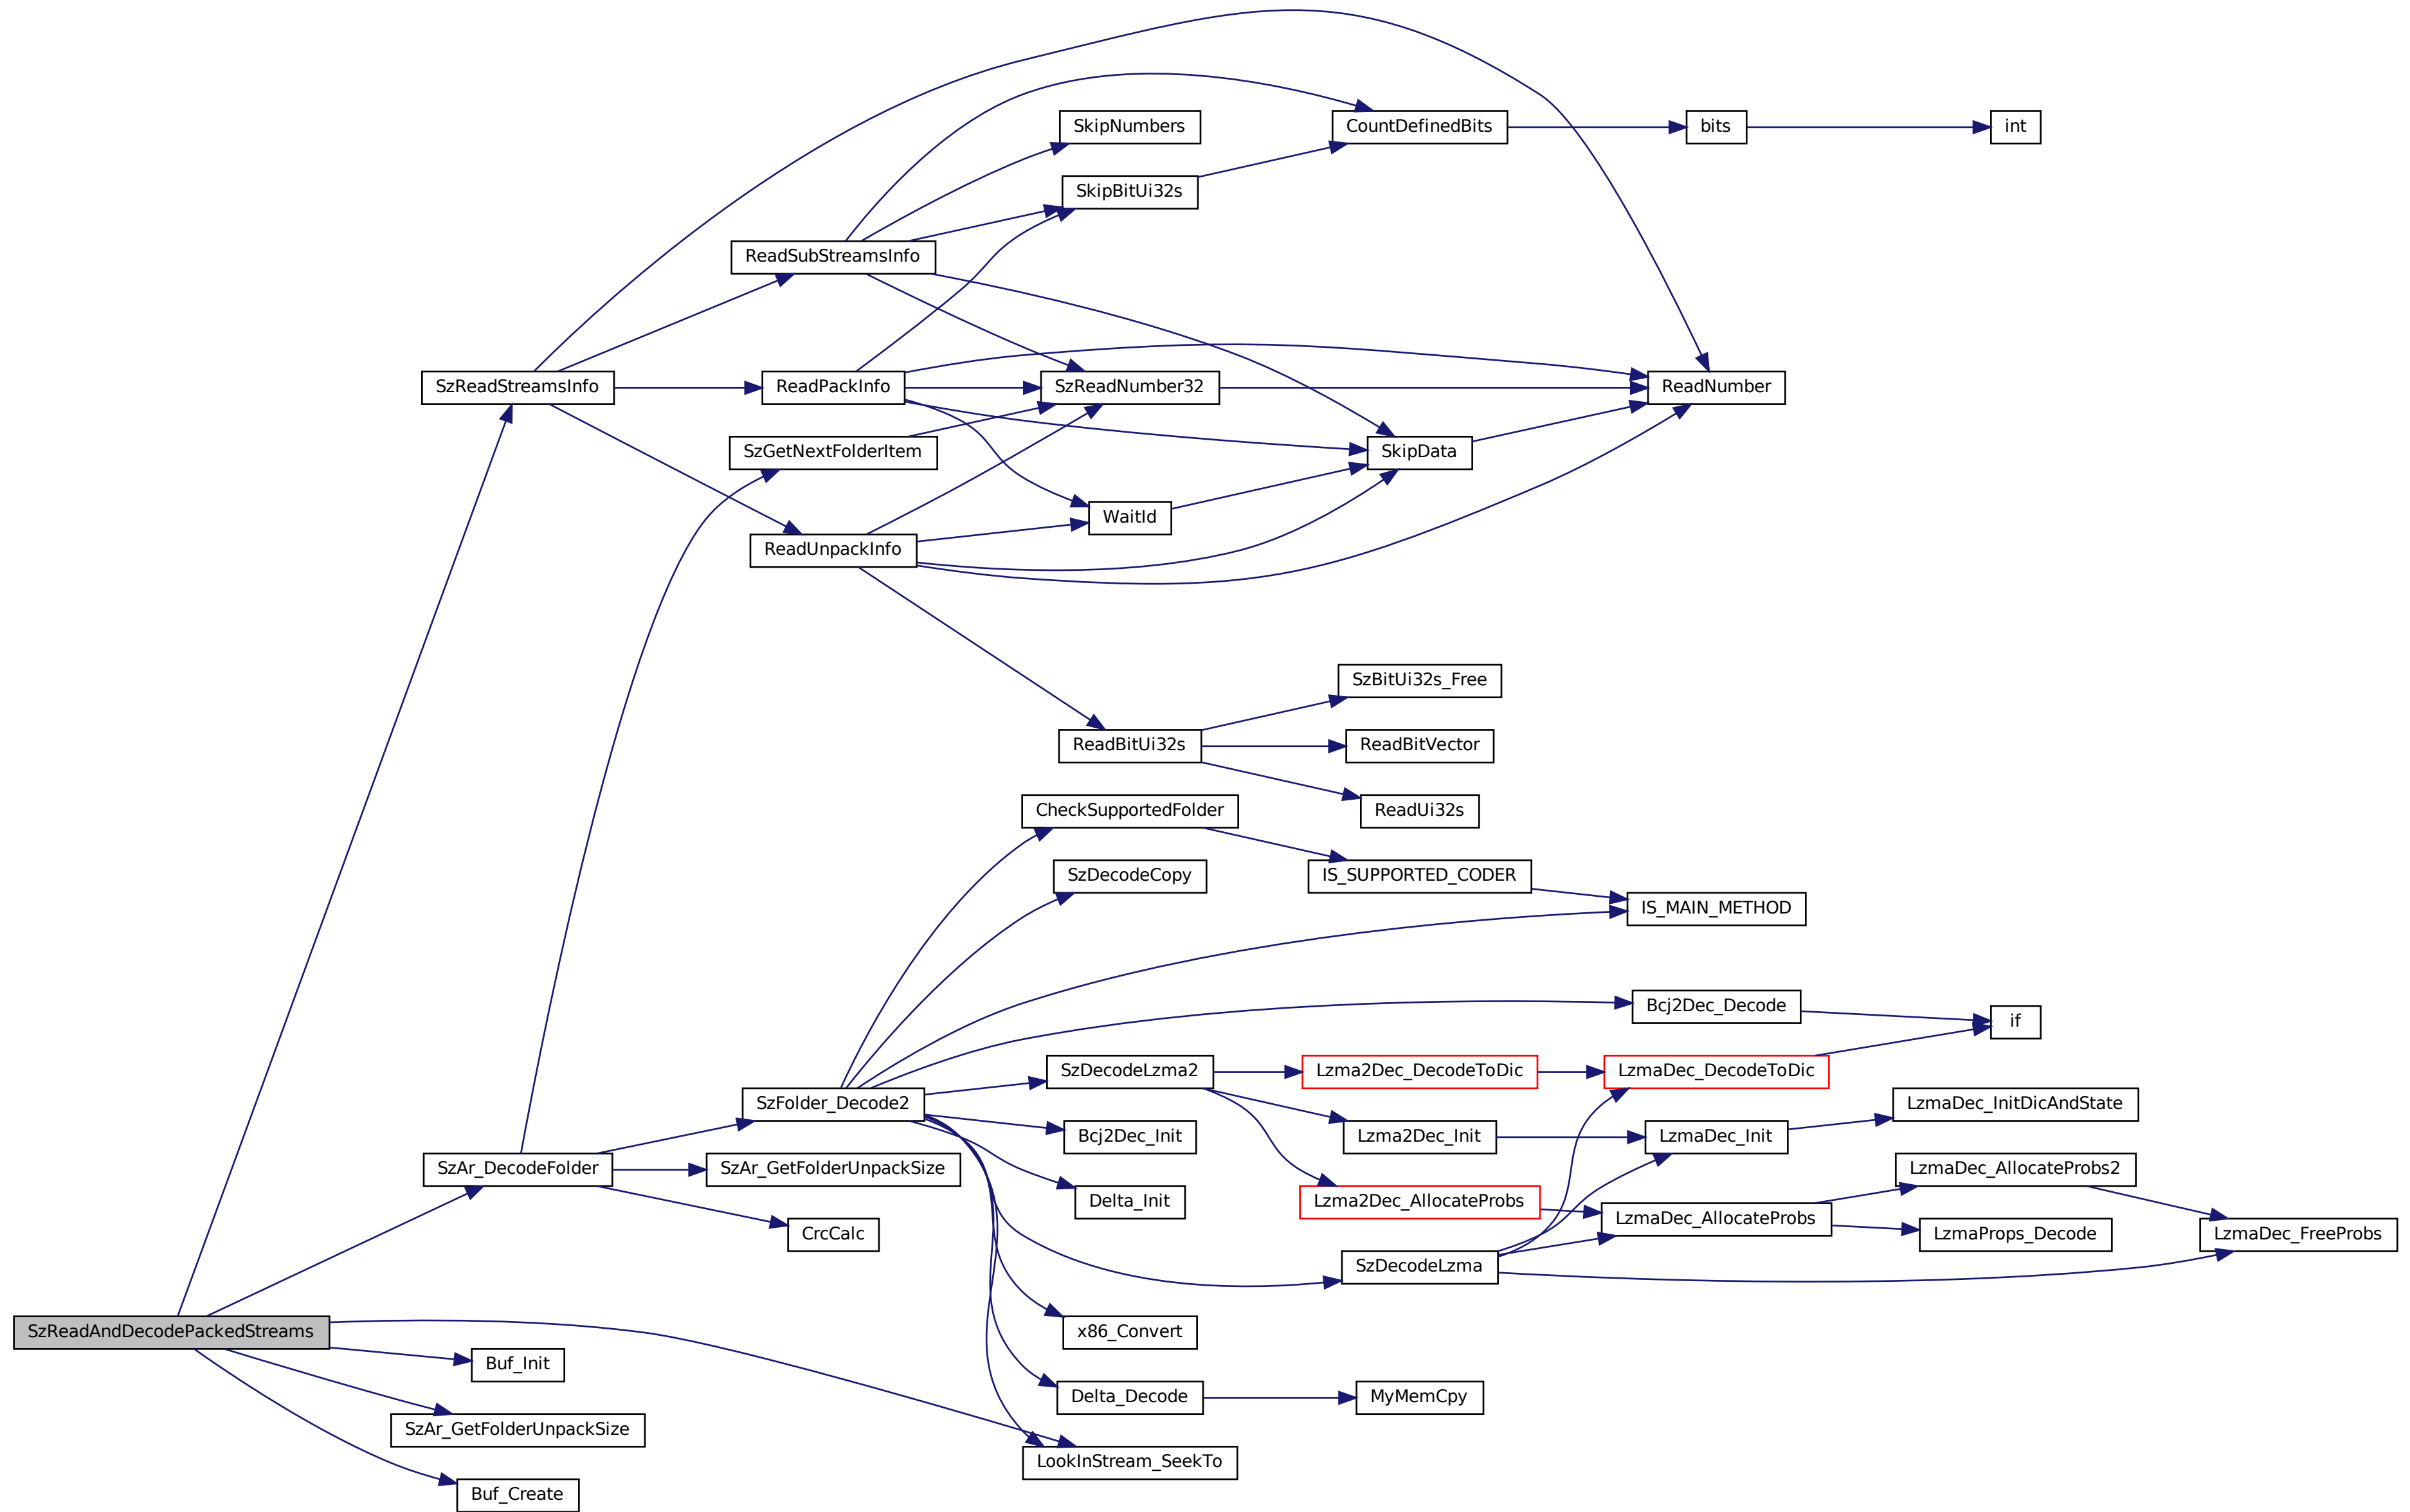 SkipNumbers
CountDefinedBits
bits
int
SkipBitUi32s
ReadSubStreamsInfo
SzReadStreamsInfo
ReadPackInfo
SzReadNumber32
ReadNumber
SzGetNextFolderItem
SkipData
WaitId
ReadUnpackInfo
SzBitUi32s_Free
ReadBitUi32s
ReadBitVector
ReadUi32s
CheckSupportedFolder
SzDecodeCopy
IS_SUPPORTED_CODER
IS_MAIN_METHOD
Bcj2Dec_Decode
if
SzDecodeLzma2
Lzma2Dec_DecodeToDic
LzmaDec_DecodeToDic
SzFolder_Decode2
LzmaDec_InitDicAndState
Bcj2Dec_Init
Lzma2Dec_Init
LzmaDec_Init
SzAr_DecodeFolder
SzAr_GetFolderUnpackSize
LzmaDec_AllocateProbs2
Delta_Init
Lzma2Dec_AllocateProbs
LzmaDec_AllocateProbs
CrcCalc
LzmaProps_Decode
LzmaDec_FreeProbs
SzDecodeLzma
SzReadAndDecodePackedStreams
x86_Convert
Buf_Init
Delta_Decode
MyMemCpy
SzAr_GetFolderUnpackSize
LookInStream_SeekTo
Buf_Create